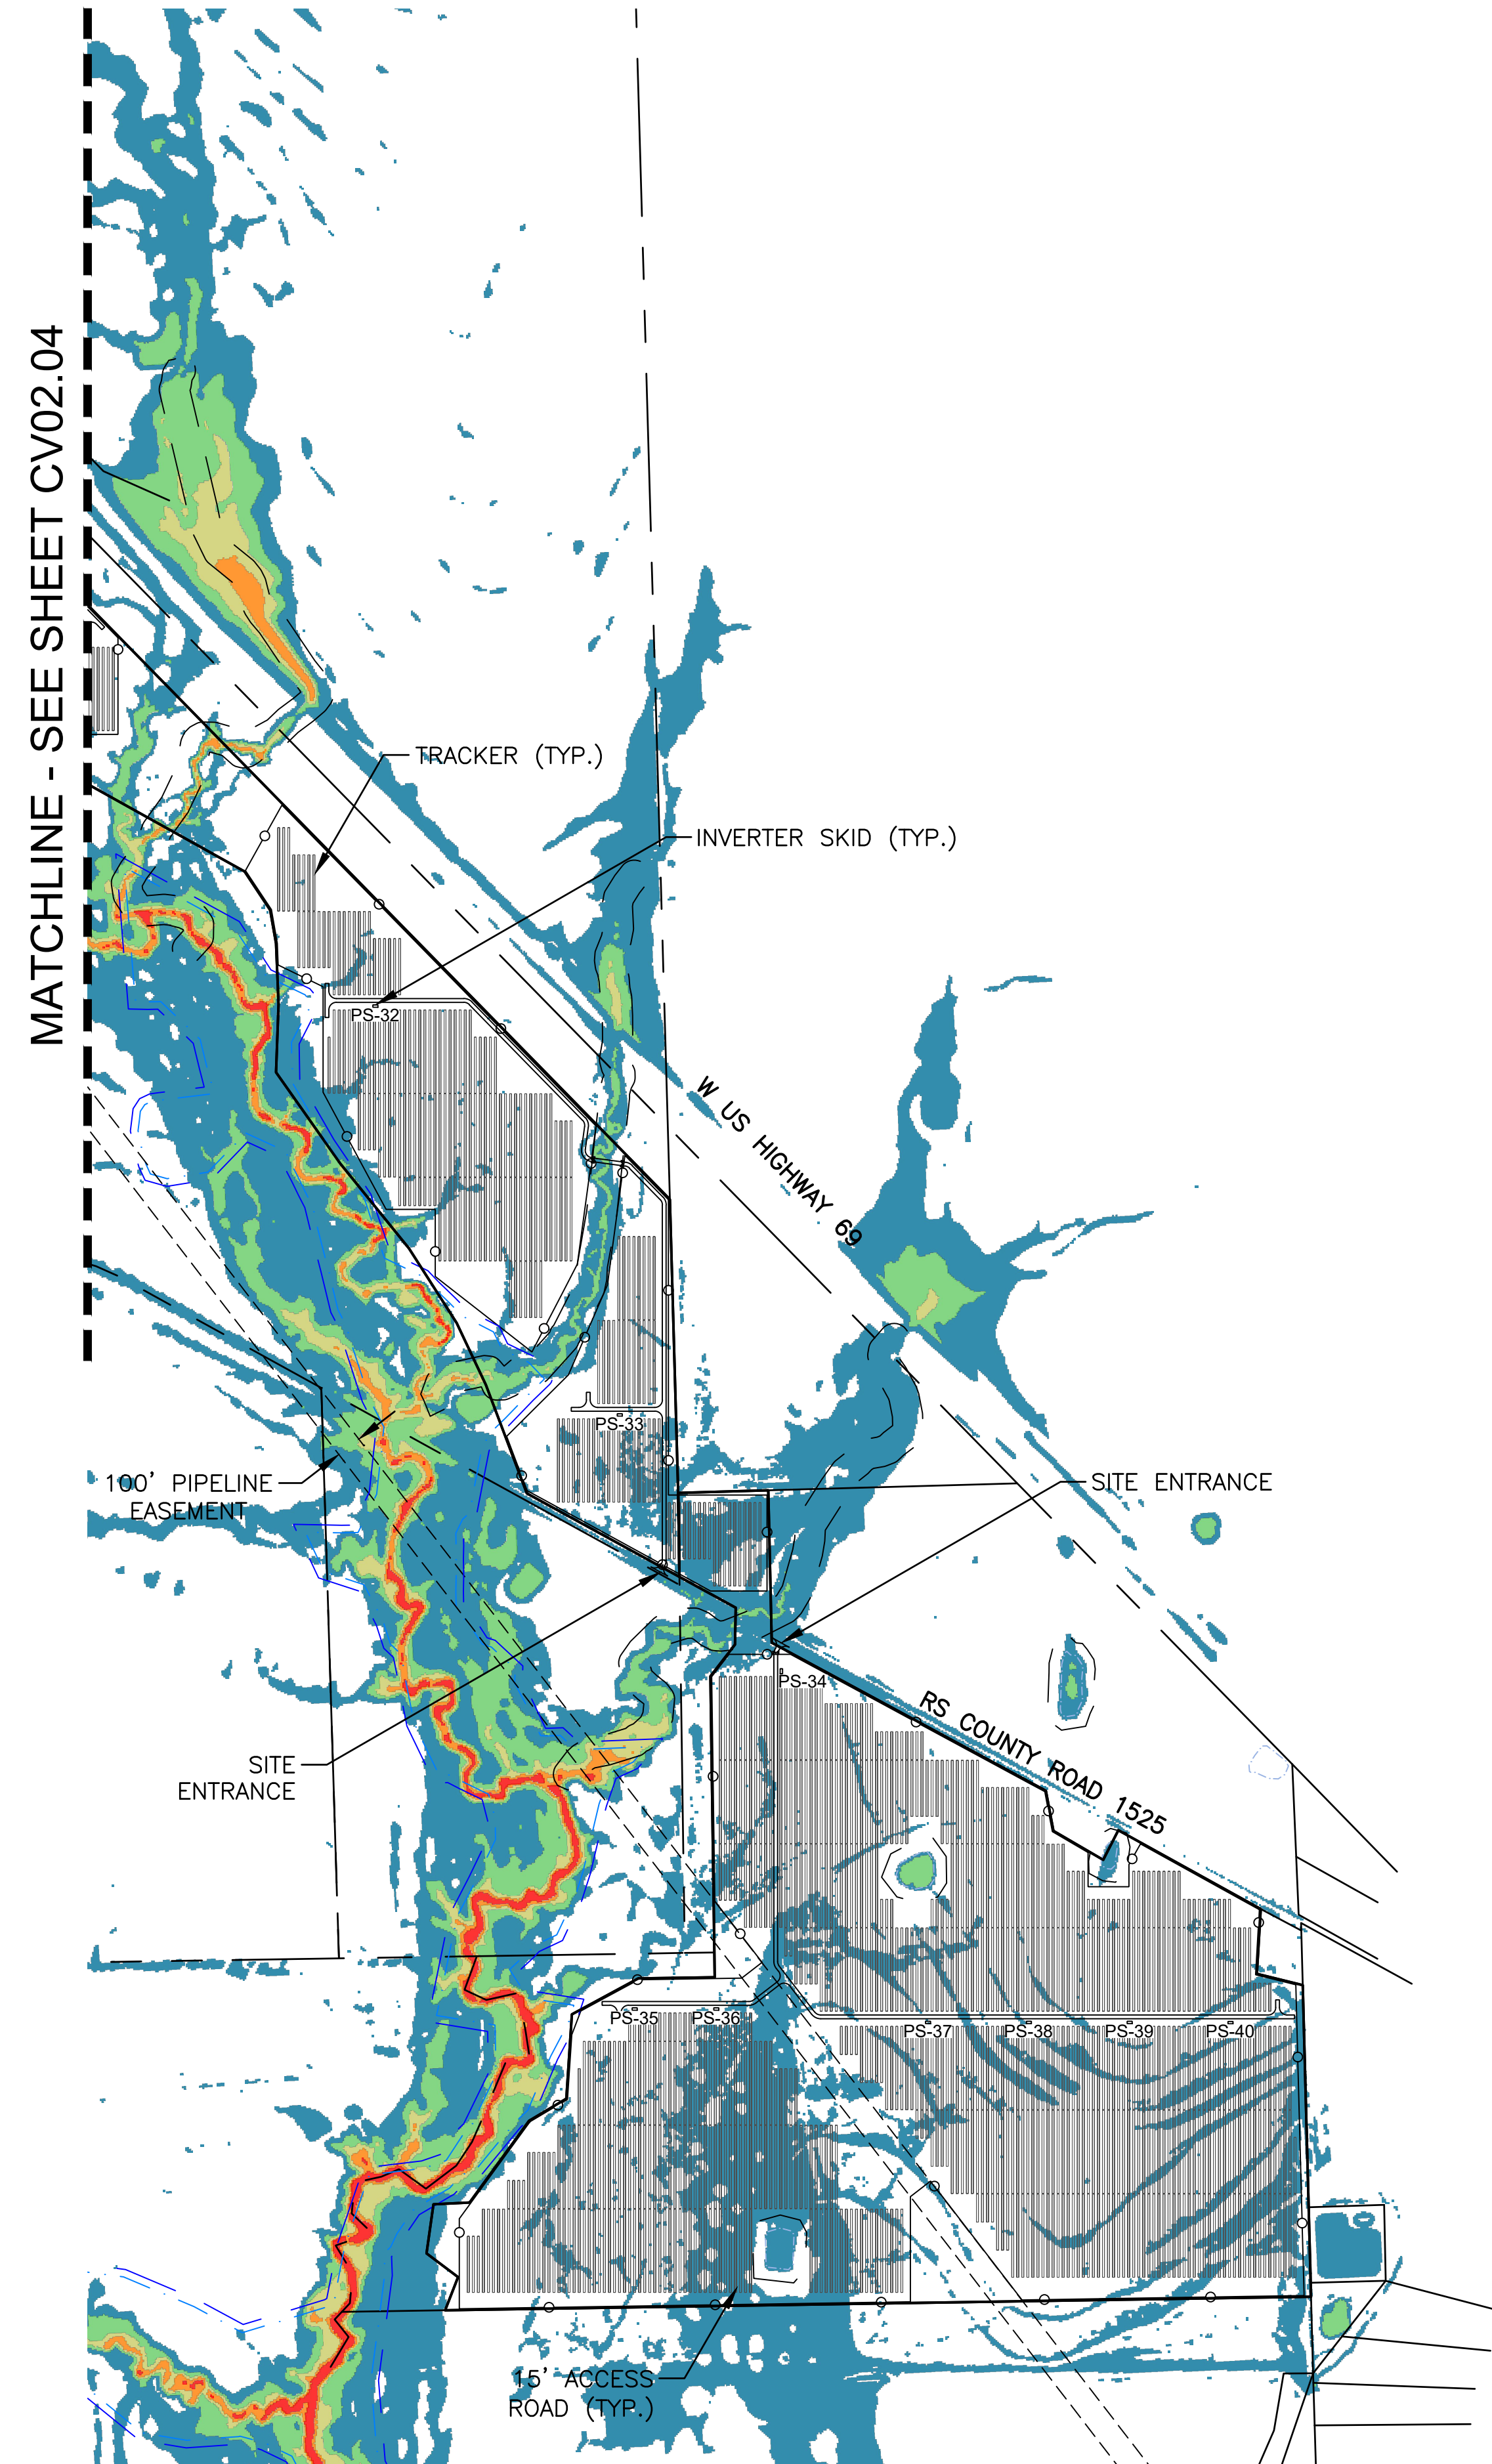 MATCHLINE - SEE SHEET CV02.04
TRACKER (TYP.)
INVERTER SKID (TYP.)
PS-32
W US HIGHWAY 69
PS-33
100' PIPELINE
EASEMENT
SITE ENTRANCE
PS-34
RS COUNTY ROAD 1525
SITE
ENTRANCE
PS-35
PS-36
PS-37
PS-38
PS-39
PS-40
15' ACCESS
ROAD (TYP.)